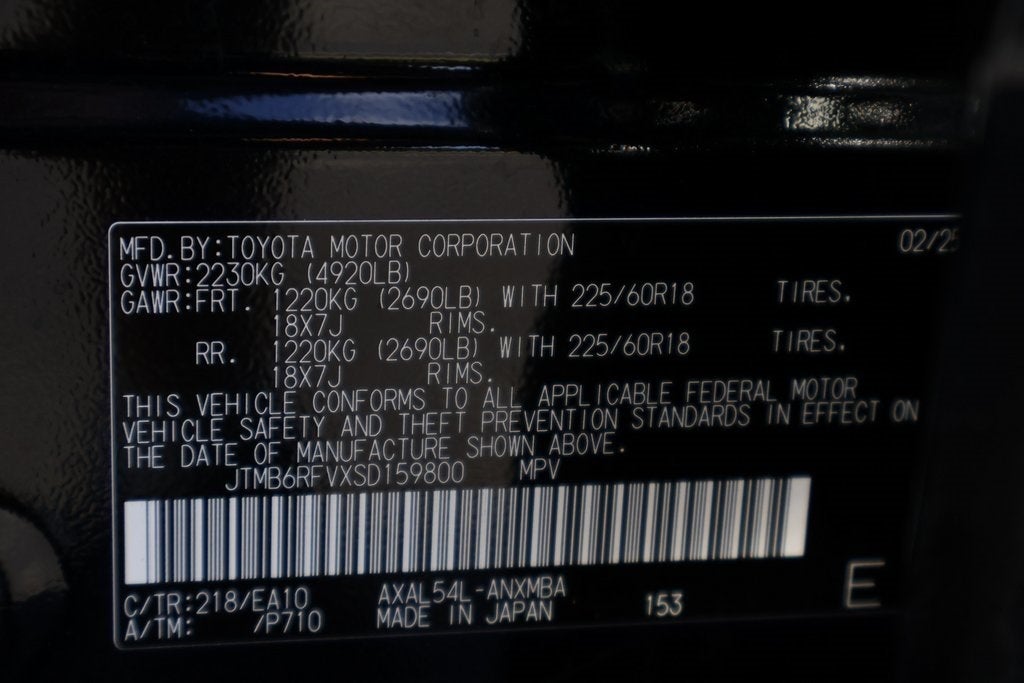 MFD. BY: TOYOTA MOTOR CORPORATION 02/25
GVWR: 2230KG (4920LB)
GAWR: FRT. 1220KG (2690LB) WITH 225/60R18 TIRES.
18X7J RIMS.
RR. 1220KG (2690LB) WITH 225/60R18 TIRES.
18X7J RIMS.
THIS VEHICLE CONFORMS TO ALL APPLICABLE FEDERAL MOTOR
VEHICLE SAFETY AND THEFT PREVENTION STANDARDS IN EFFECT ON
THE DATE OF MANUFACTURE SHOWN ABOVE.
JTMB6RFVXSD159800 MPV
C/TR: 218/EA10 AXAL54L-ANXMBA
A/TM: /P710 MADE IN JAPAN 153 E